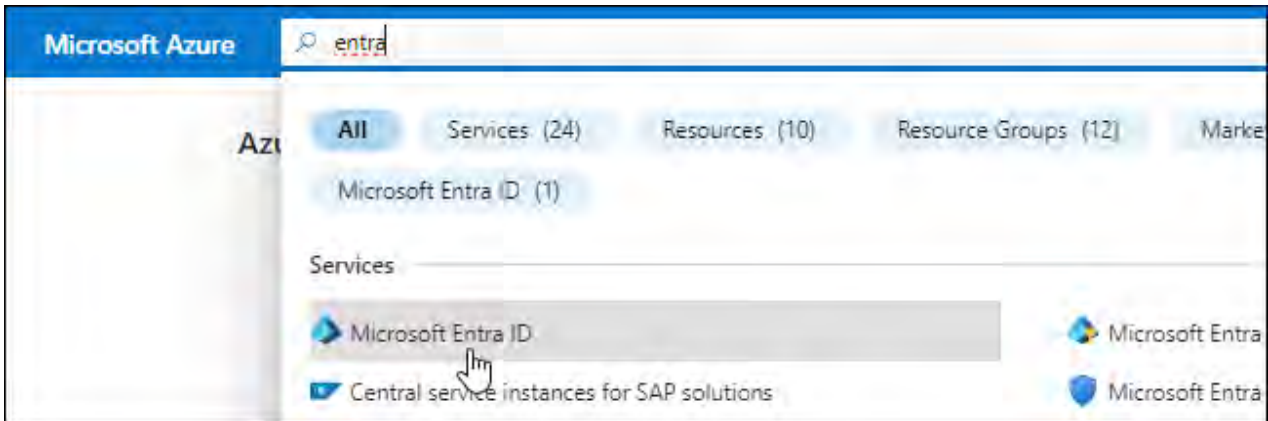 Microsoft Azure entra
All Services (24) Resources (10) Resource Groups (12) Marke
Azu
Microsoft Entra ID (1)
Services
Microsoft Entra ID Microsoft Entra
Central service instances for SAP solutions Microsoft Entra